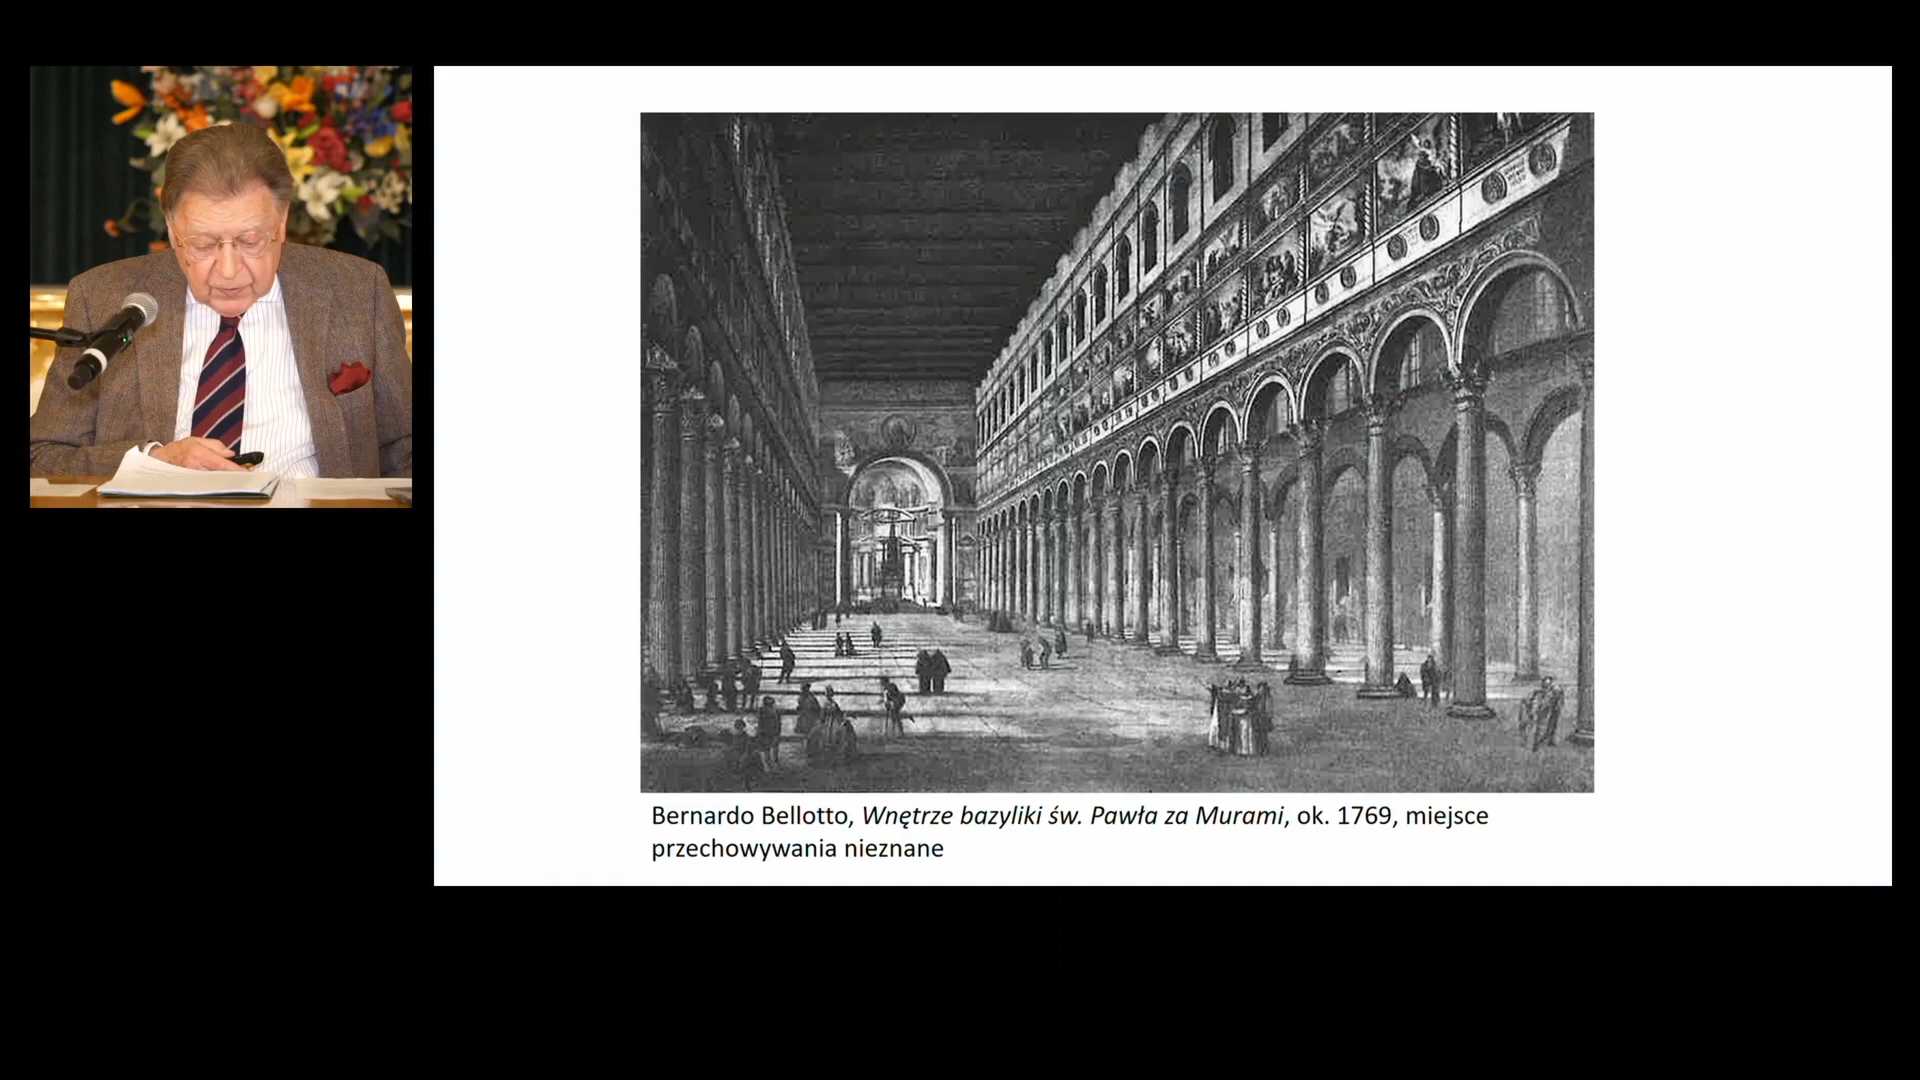 Bernardo Bellotto, Wnętrze bazyliki św. Pawła za Murami, ok. 1769, miejsce
przechowywania nieznane